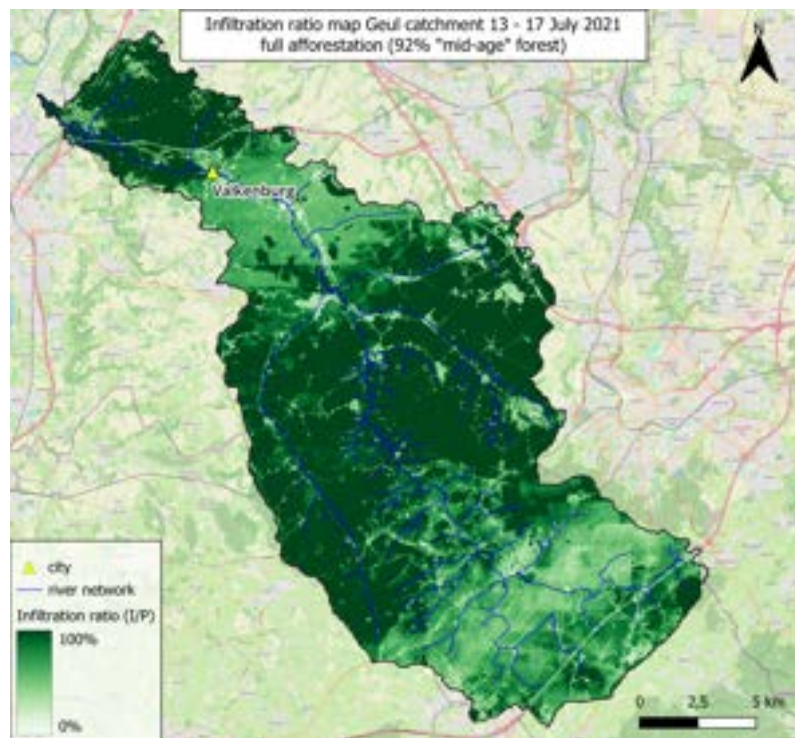 Infiltration ratio map Geul catchment 13 - 17 July 2021
full afforestation (92% "mid-age" forest)
N
Valkenburg
city
river network
Infiltration ratio (I/P)
100%
0%
0 2,5 5 km